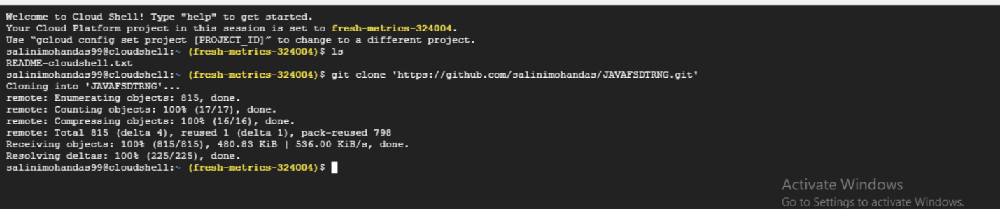 Welcome to Cloud Shell! Type "help" to get started.
Your Cloud Platform project in this session is set to fresh-metrics-324004.
Use “gcloud config set project [PROJECT_ID]” to change to a different project.
salinimohandas99@cloudshell:~ (fresh-metrics-324004)$ ls
README-cloudshell.txt
salinimohandas99@cloudshell:~ (fresh-metrics-324004)$ git clone 'https://github.com/salinimohandas/JAVAFSDTRNG.git'
Cloning into 'JAVAFSDTRNG'...
remote: Enumerating objects: 815, done.
remote: Counting objects: 100% (17/17), done.
remote: Compressing objects: 100% (16/16), done.
remote: Total 815 (delta 4), reused 1 (delta 1), pack-reused 798
Receiving objects: 100% (815/815), 480.83 KiB | 536.00 KiB/s, done.
Resolving deltas: 100% (225/225), done.
salinimohandas99@cloudshell:~ (fresh-metrics-324004)$
Activate Windows
Go to Settings to activate Windows.